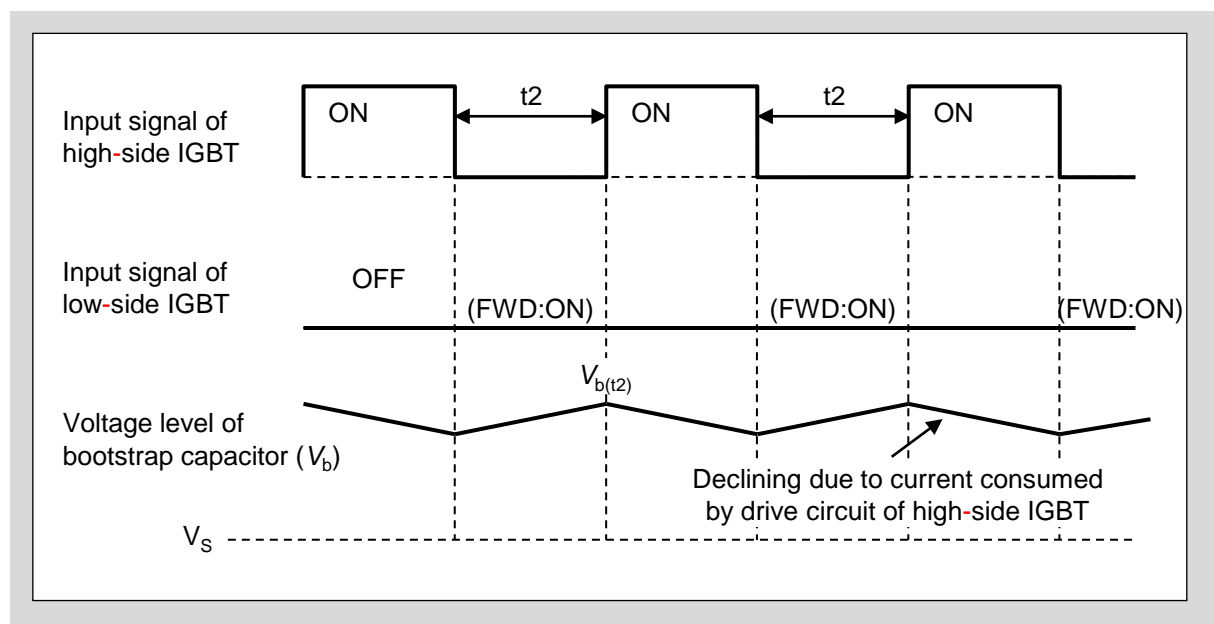 t2
t2
ON
ON
ON
Input signal of
high-side IGBT
Input signal of
low-side IGBT
OFF
(FWD:ON)
(FWD:ON)
(FWD:ON)
Vb(t2)
Voltage level of
bootstrap capacitor (Vb)
Declining due to current consumed
by drive circuit of high-side IGBT
VS